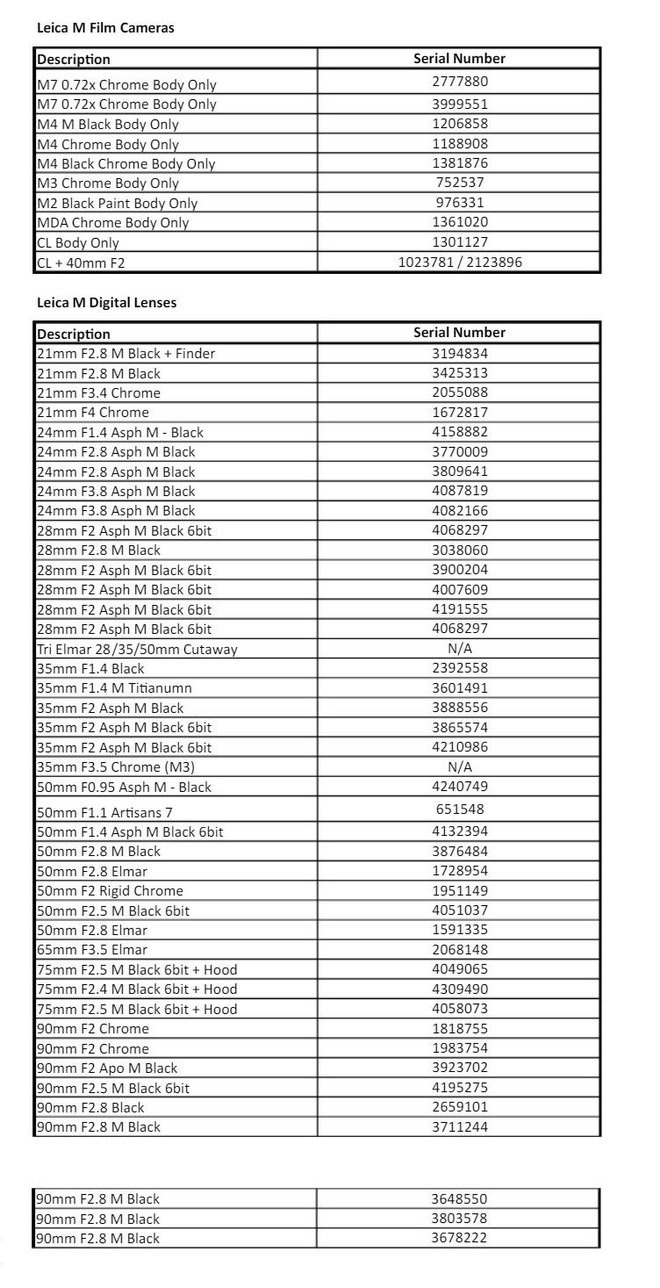 Leica M Film Cameras
Description Serial Number
M7 0.72x Chrome Body Only 2777880
M7 0.72x Chrome Body Only 3999551
M4 M Black Body Only 1206858
M4 Chrome Body Only 1188908
M4 Black Chrome Body Only 1381876
M3 Chrome Body Only 752537
M2 Black Paint Body Only 976331
MDA Chrome Body Only 1361020
CL Body Only 1301127
CL + 40mm F2 1023781 / 2123896
Leica M Digital Lenses
Description Serial Number
21mm F2.8 M Black + Finder 3194834
21mm F2.8 M Black 3425313
21mm F3.4 Chrome 2055088
21mm F4 Chrome 1672817
24mm F1.4 Asph M - Black 4158882
24mm F2.8 Asph M Black 3770009
24mm F2.8 Asph M Black 3809641
24mm F3.8 Asph M Black 4087819
24mm F3.8 Asph M Black 4082166
28mm F2 Asph M Black 6bit 4068297
28mm F2.8 M Black 3038060
28mm F2 Asph M Black 6bit 3900204
28mm F2 Asph M Black 6bit 4007609
28mm F2 Asph M Black 6bit 4191555
28mm F2 Asph M Black 6bit 4068297
Tri Elmar 28/35/50mm Cutaway N/A
35mm F1.4 Black 2392558
35mm F1.4 M Titianumn 3601491
35mm F2 Asph M Black 3888556
35mm F2 Asph M Black 6bit 3865574
35mm F2 Asph M Black 6bit 4210986
35mm F3.5 Chrome (M3) N/A
50mm F0.95 Asph M - Black 4240749
50mm F1.1 Artisans 7 651548
50mm F1.4 Asph M Black 6bit 4132394
50mm F2.8 M Black 3876484
50mm F2.8 Elmar 1728954
50mm F2 Rigid Chrome 1951149
50mm F2.5 M Black 6bit 4051037
50mm F2.8 Elmar 1591335
65mm F3.5 Elmar 2068148
75mm F2.5 M Black 6bit + Hood 4049065
75mm F2.4 M Black 6bit + Hood 4309490
75mm F2.5 M Black 6bit + Hood 4058073
90mm F2 Chrome 1818755
90mm F2 Chrome 1983754
90mm F2 Apo M Black 3923702
90mm F2.5 M Black 6bit 4195275
90mm F2.8 Black 2659101
90mm F2.8 M Black 3711244
90mm F2.8 M Black 3648550
90mm F2.8 M Black 3803578
90mm F2.8 M Black 3678222